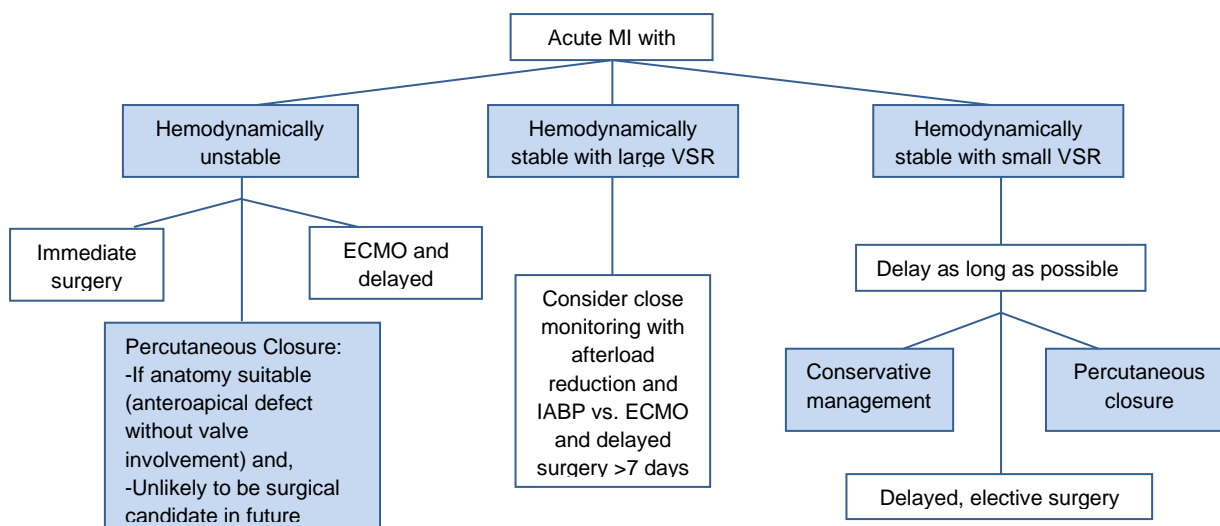 Acute MI with
Hemodynamically
unstable
Hemodynamically
stable with large VSR
Hemodynamically
stable with small VSR
Immediate
surgery
ECMO and
delayed
Percutaneous Closure:
-If anatomy suitable
(anteroapical defect
without valve
involvement) and,
-Unlikely to be surgical
candidate in future
Consider close
monitoring with
afterload
reduction and
IABP vs. ECMO
and delayed
surgery >7 days
Delay as long as possible
Conservative
management
Percutaneous
closure
Delayed, elective surgery